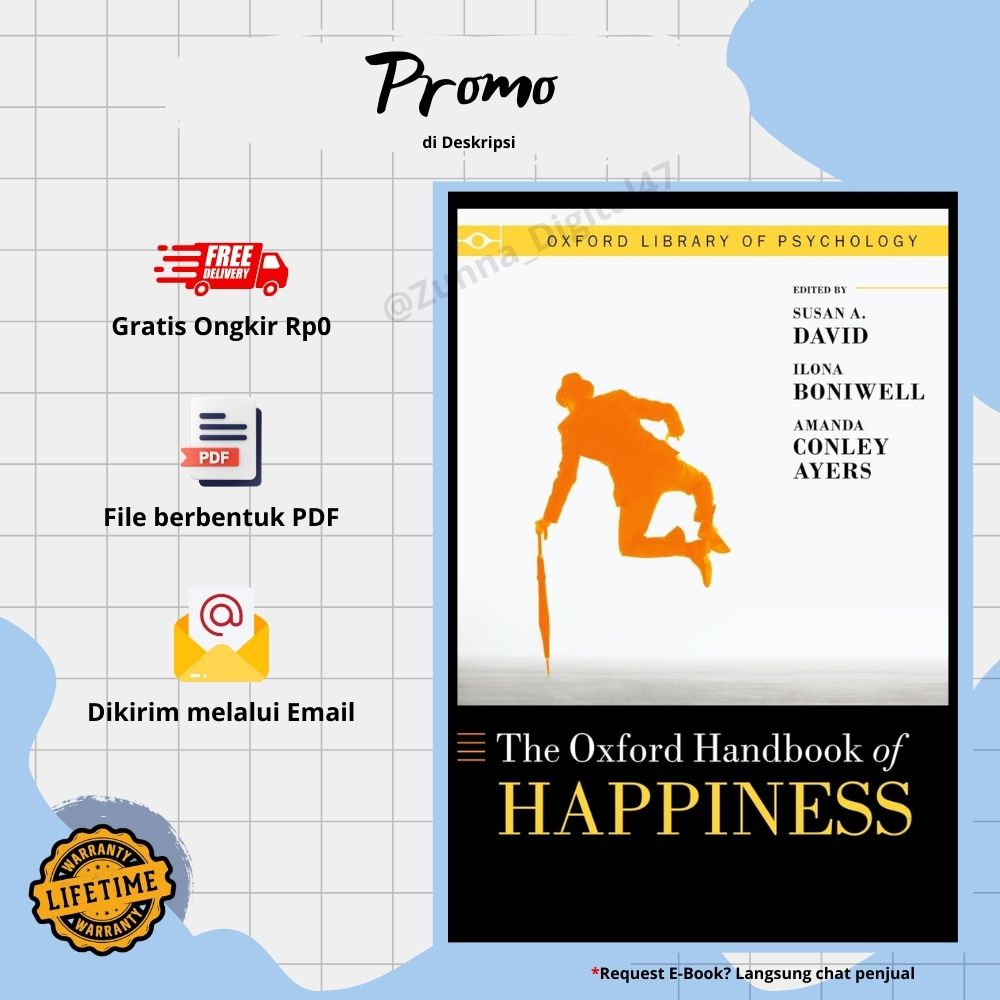 Promo
di Deskripsi
@Zunna_Digital47
FREE
DELIVERY
Gratis Ongkir Rp0
PDF
File berbentuk PDF
@
Dikirim melalui Email
WARRANTY
LIFETIME
WARRANTY
OXFORD LIBRARY OF PSYCHOLOGY
EDITED BY
SUSAN A.
DAVID
ILONA
BONIWELL
AMANDA
CONLEY
AYERS
The Oxford Handbook of
HAPPINESS
*Request E-Book? Langsung chat penjual